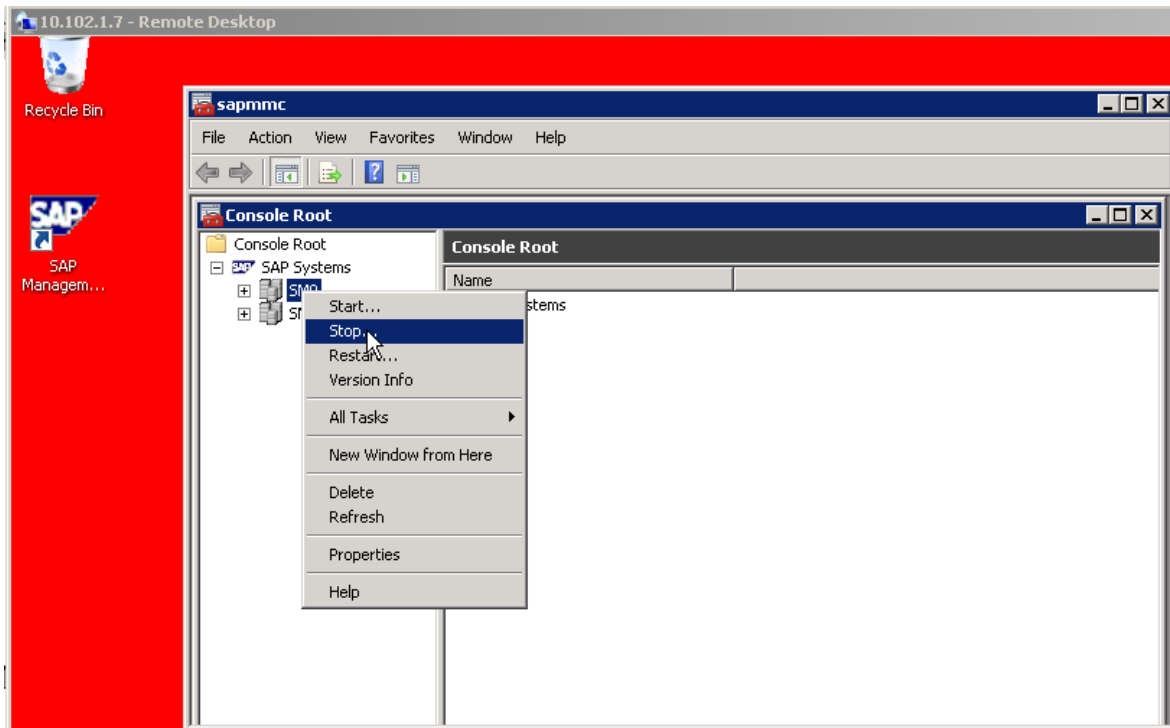 10.102.1.7 - Remote Desktop
Recycle Bin
sapmmc
File Action View Favorites Window Help
SAP
SAP
Managem...
Console Root
Console Root
SAP Systems
Console Root
Name
Start...
Stop...
Restart...
Version Info
All Tasks
New Window from Here
Delete
Refresh
Properties
Help